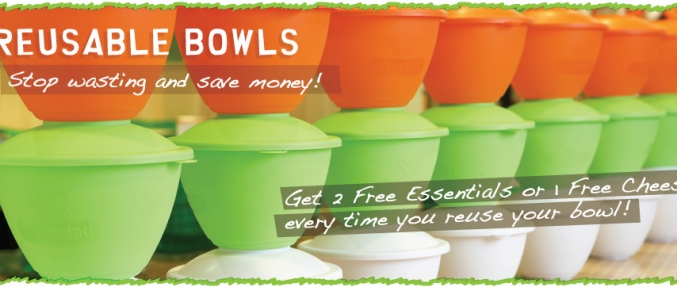 REUSABLE BOWLS
Stop wasting and save money!
Get 2 Free Essentials or 1 Free Chees
every time you reuse your bowl!